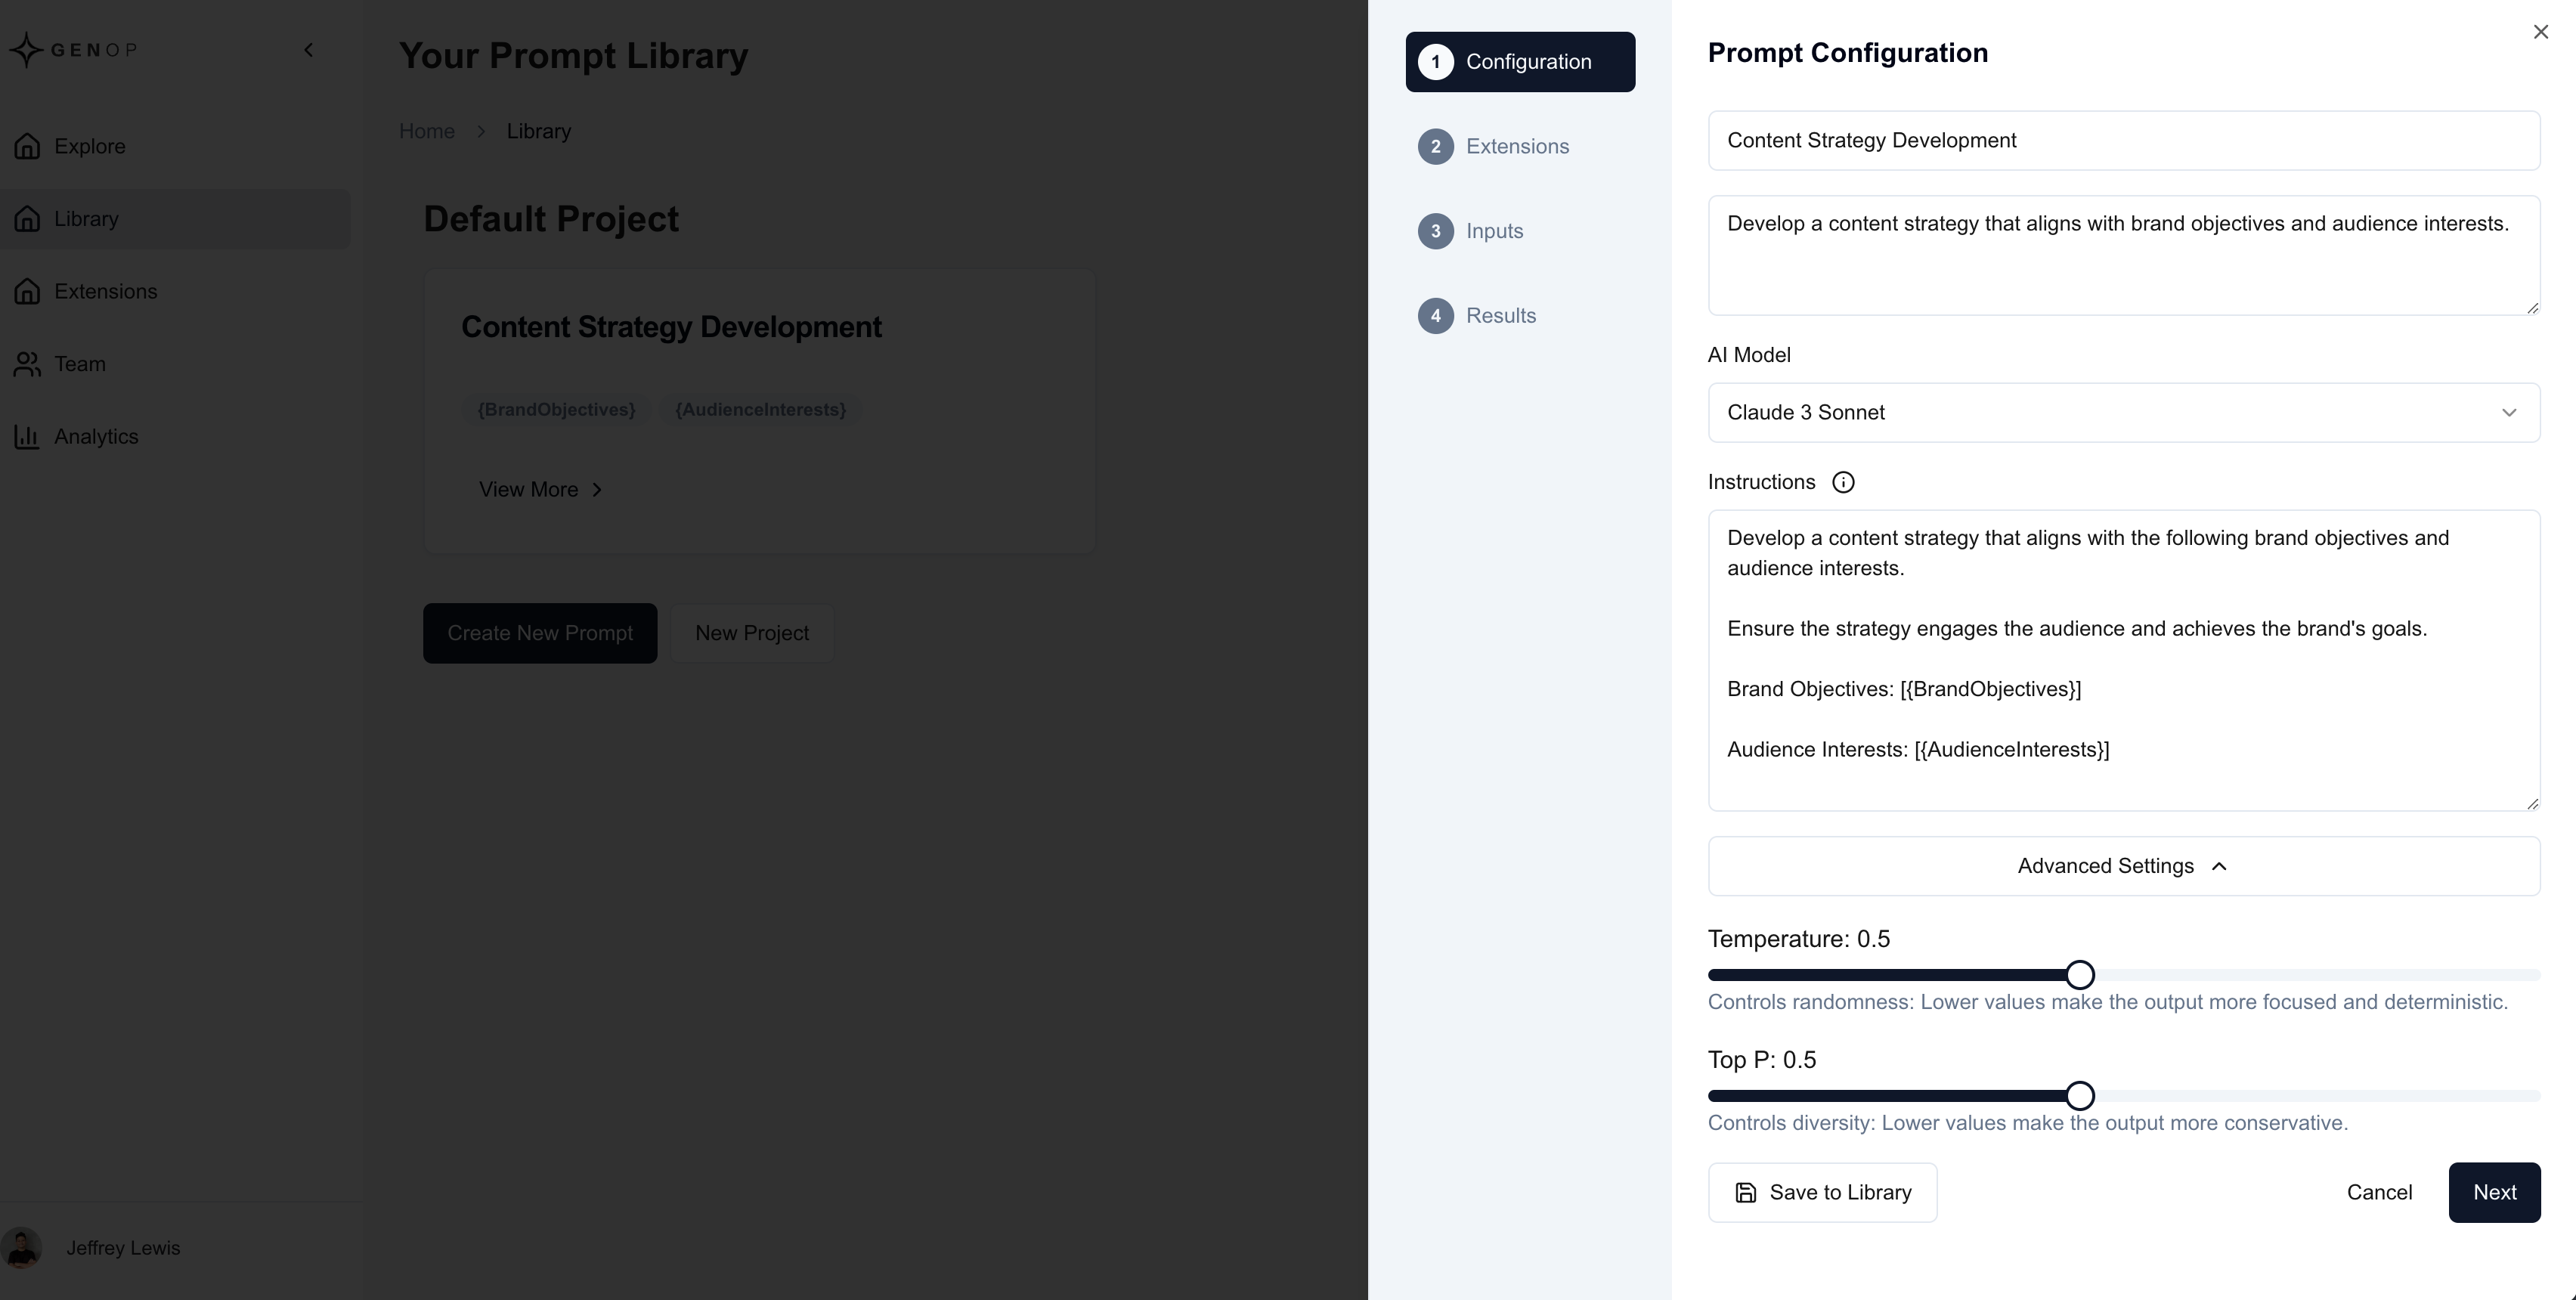 GENOP
Explore
Library
Extensions
Team
Analytics
Jeffrey Lewis
Your Prompt Library
Home > Library
Default Project
Content Strategy Development
{BrandObjectives} {AudienceInterests}
View More
Create New Prompt
New Project
1 Configuration
2 Extensions
3 Inputs
4 Results
Prompt Configuration
Content Strategy Development
Develop a content strategy that aligns with brand objectives and audience interests.
AI Model
Claude 3 Sonnet
Instructions
Develop a content strategy that aligns with the following brand objectives and
audience interests.
Ensure the strategy engages the audience and achieves the brand's goals.
Brand Objectives: [{BrandObjectives}]
Audience Interests: [{AudienceInterests}]
Advanced Settings
Temperature: 0.5
Controls randomness: Lower values make the output more focused and deterministic.
Top P: 0.5
Controls diversity: Lower values make the output more conservative.
Save to Library
Cancel
Next